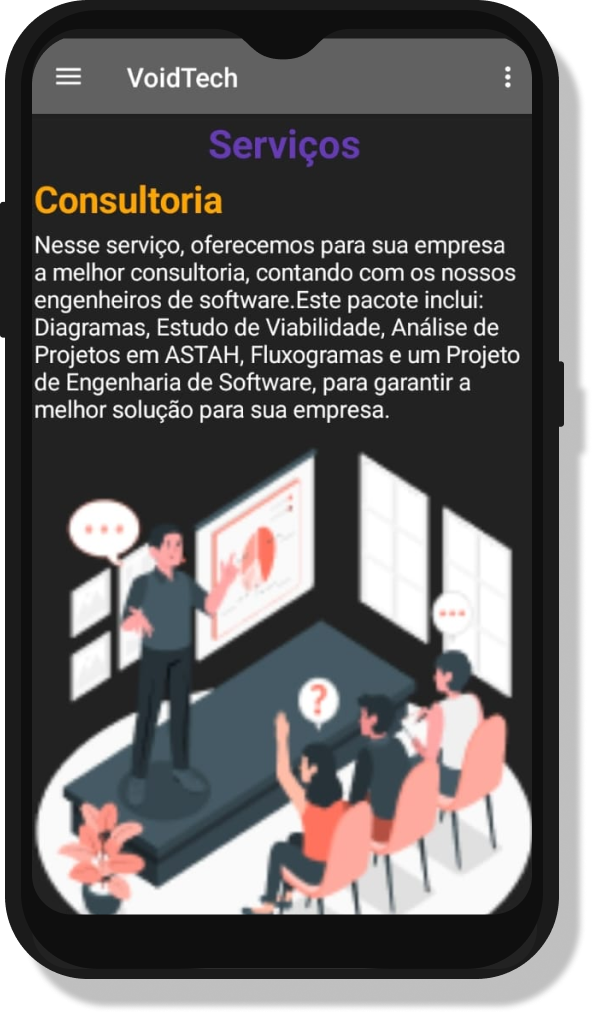 VoidTech
Serviços
Consultoria
Nesse serviço, oferecemos para sua empresa
a melhor consultoria, contando com os nossos
engenheiros de software.Este pacote inclui:
Diagramas, Estudo de Viabilidade, Análise de
Projetos em ASTAH, Fluxogramas e um Projeto
de Engenharia de Software, para garantir a
melhor solução para sua empresa.
?